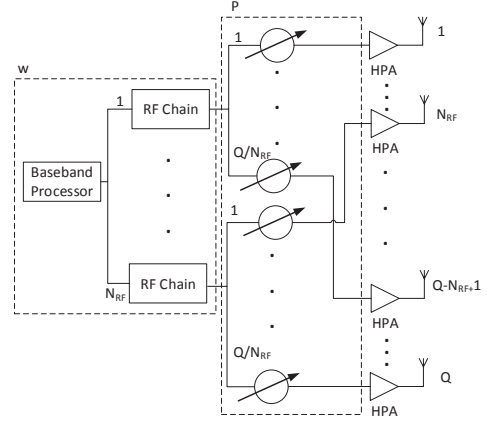 P
w
1
1
HPA
1
RF Chain
N_RF
HPA
Q/N_RF
Baseband
Processor
1
RF Chain
N_RF
Q-N_RF+1
HPA
Q/N_RF
Q
HPA